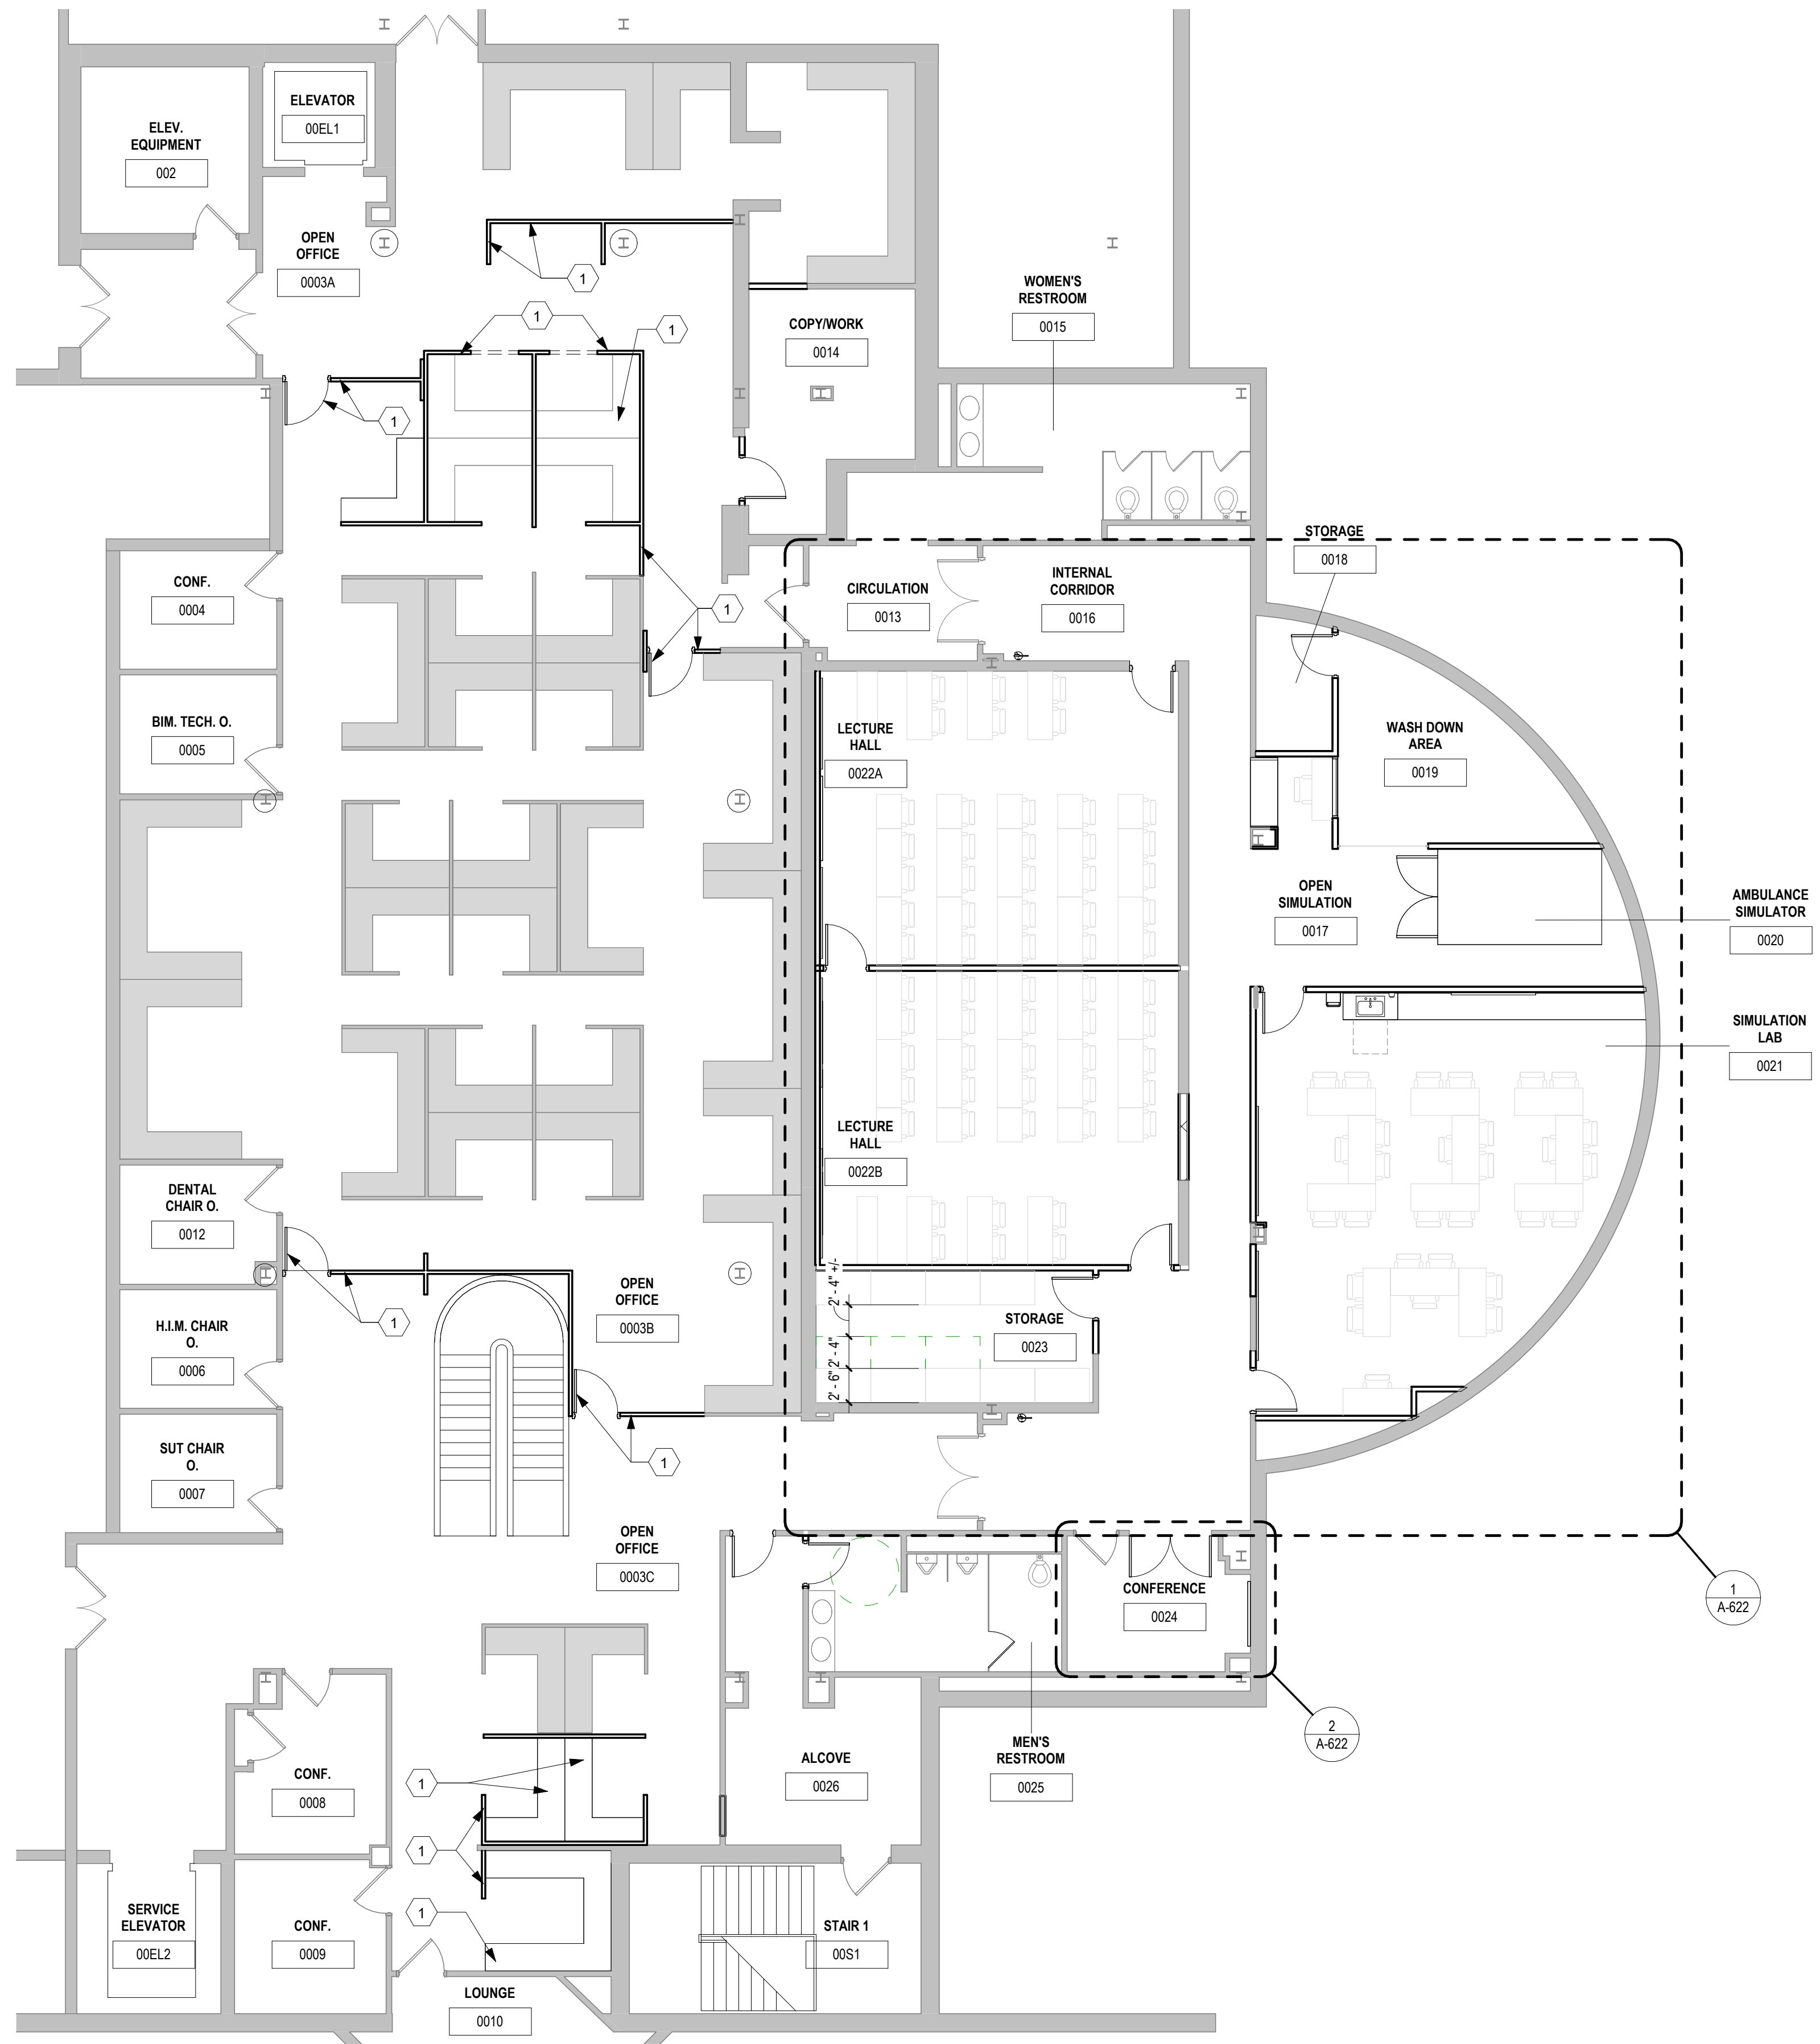 ELEVATOR
00EL1
ELEV.
EQUIPMENT
002
OPEN
OFFICE
0003A
1
1
1
1
COPY/WORK
0014
WOMEN'S
RESTROOM
0015
CONF.
0004
1
CIRCULATION
0013
INTERNAL
CORRIDOR
0016
STORAGE
0018
BIM. TECH. O.
0005
LECTURE
HALL
0022A
WASH DOWN
AREA
0019
OPEN
SIMULATION
0017
AMBULANCE
SIMULATOR
0020
SIMULATION
LAB
0021
LECTURE
HALL
0022B
DENTAL
CHAIR O.
0012
OPEN
OFFICE
0003B
1
2' - 4" +/-
2' - 4"
2' - 6"
STORAGE
0023
H.I.M. CHAIR
O.
0006
SUT CHAIR
O.
0007
1
OPEN
OFFICE
0003C
CONFERENCE
0024
1
A-622
2
A-622
MEN'S
RESTROOM
0025
ALCOVE
0026
CONF.
0008
1
1
1
SERVICE
ELEVATOR
00EL2
CONF.
0009
STAIR 1
00S1
LOUNGE
0010